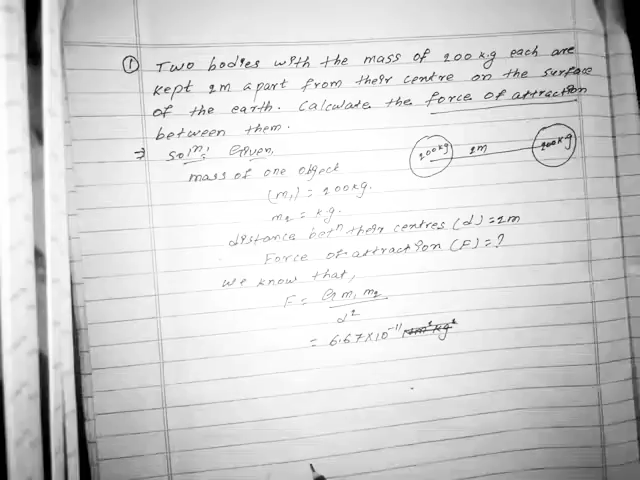 ① Two bodies with the mass of 200 k.g each are
kept 2m apart from their centre on the surface
of the earth. Calculate the force of attraction
between them.
⇒ Solⁿ: Given,
200kg 2m 200kg
mass of one object
(m₁) = 200kg.
m₂ = kg.
distance betⁿ their centres (d) = 2m
Force of attraction (F) = ?
we know that,
F = G m₁ m₂
d²
= 6.67×10⁻¹¹